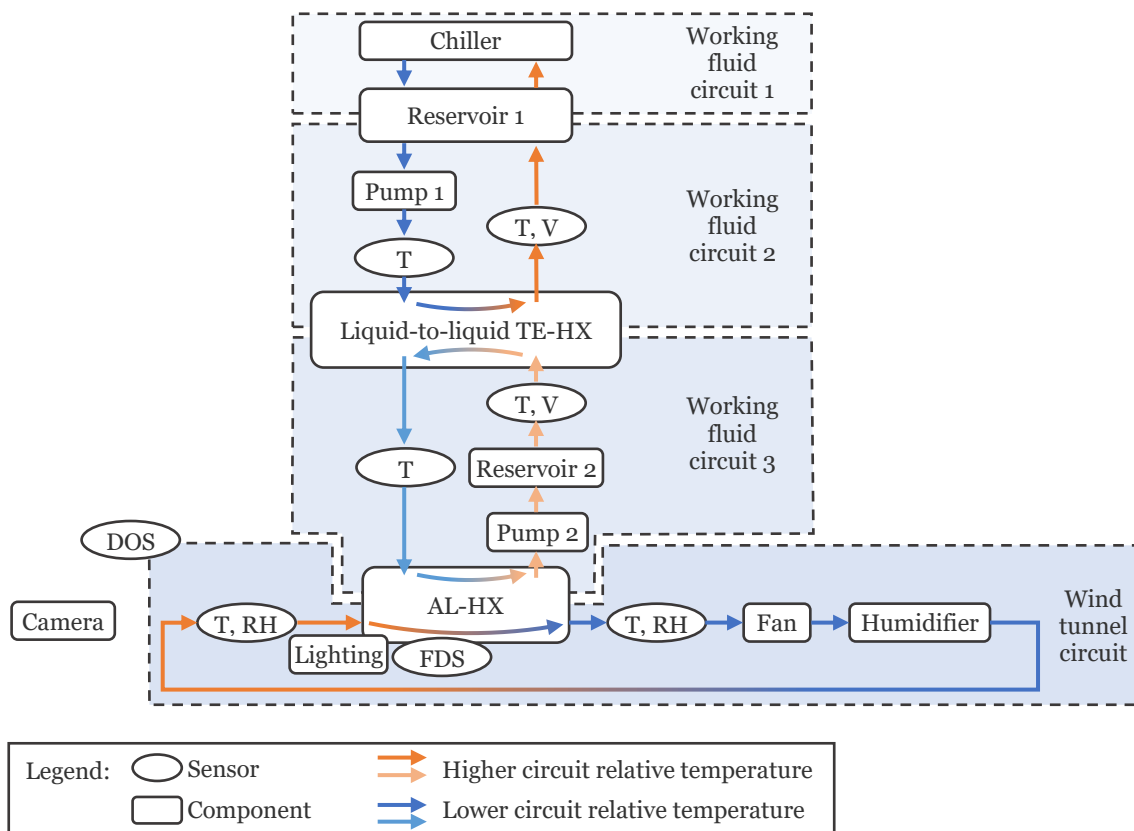 Chiller
Working
fluid
circuit 1
Reservoir 1
Pump 1
Working
fluid
circuit 2
T, V
T
Liquid-to-liquid TE-HX
T, V
Working
fluid
circuit 3
T
Reservoir 2
Pump 2
DOS
AL-HX
Camera
T, RH
T, RH
Fan
Humidifier
Wind
tunnel
circuit
Lighting
FDS
Legend:
Sensor
Higher circuit relative temperature
Component
Lower circuit relative temperature